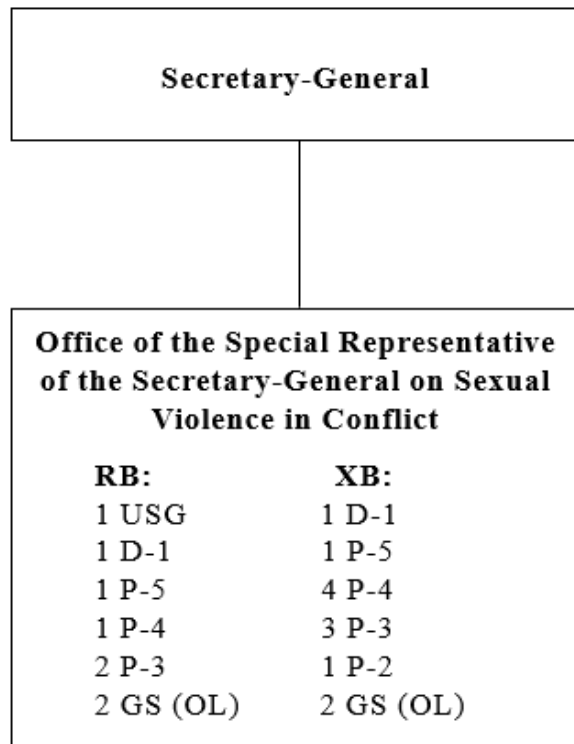 Secretary-General
Office of the Special Representative
of the Secretary-General on Sexual
Violence in Conflict
RB: XB:
1 USG 1 D-1
1 D-1 1 P-5
1 P-5 4 P-4
1 P-4 3 P-3
2 P-3 1 P-2
2 GS (OL) 2 GS (OL)